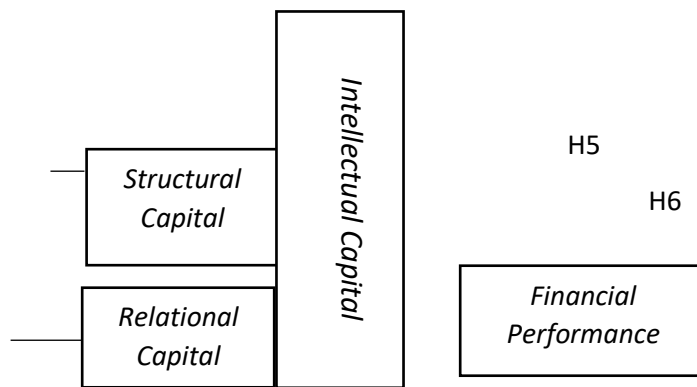 Intellectual Capital
H5
Structural
Capital
H6
Financial
Performance
Relational
Capital